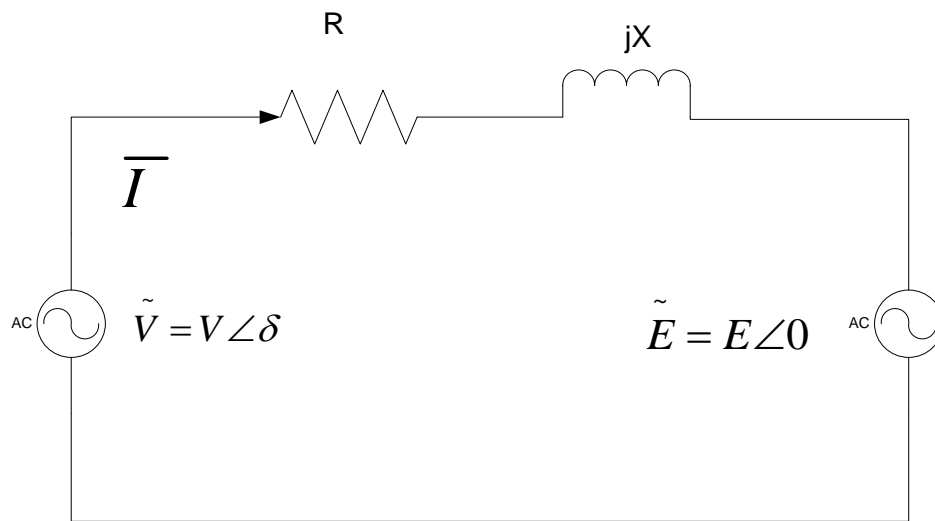 R
jX
I̅
AC
Ṽ = V∠δ
Ẽ = E∠0
AC